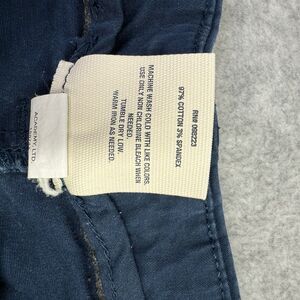 RN# 092223
97% COTTON 3% SPANDEX
MACHINE WASH COLD WITH LIKE COLORS.
USE ONLY NON CHLORINE BLEACH WHEN
NEEDED.
TUMBLE DRY LOW.
WARM IRON AS NEEDED.
ACADEMY, LTD.